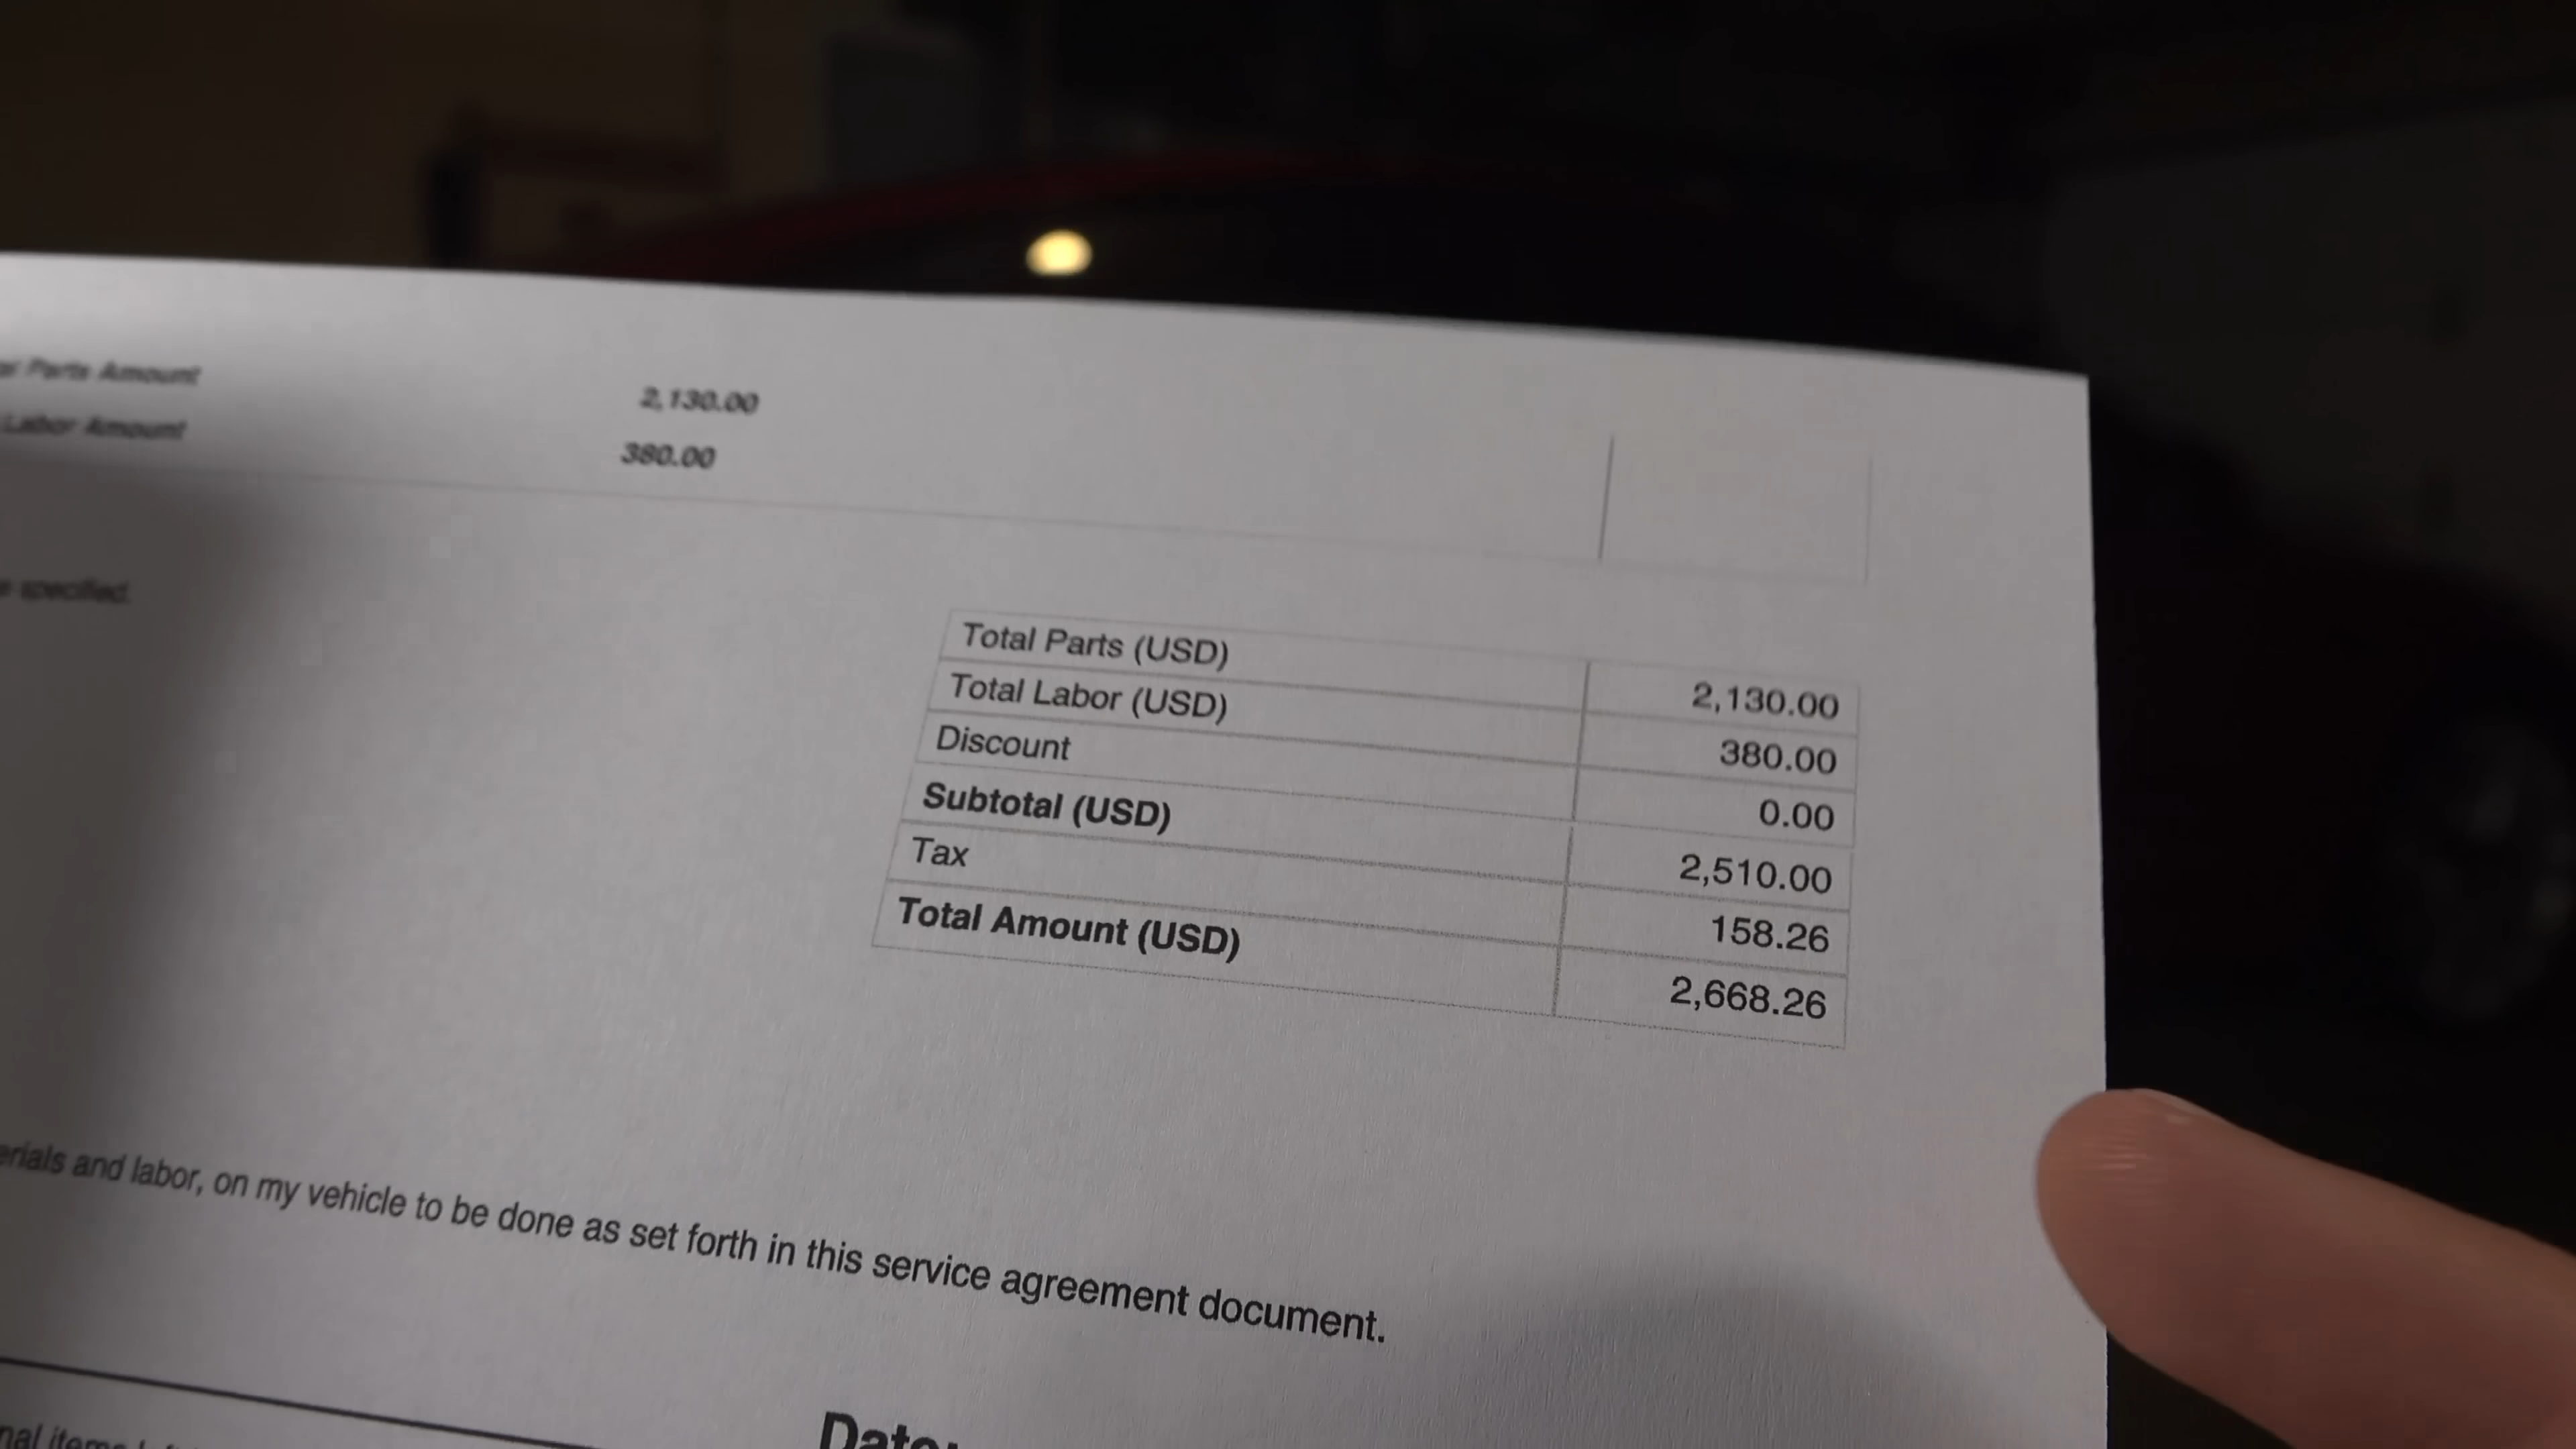 Parts Amount 2,130.00
Labor Amount 380.00
specified.
Total Parts (USD) 2,130.00
Total Labor (USD) 380.00
Discount 0.00
Subtotal (USD) 2,510.00
Tax 158.26
Total Amount (USD) 2,668.26
and labor, on my vehicle to be done as set forth in this service agreement document.
Date:
items